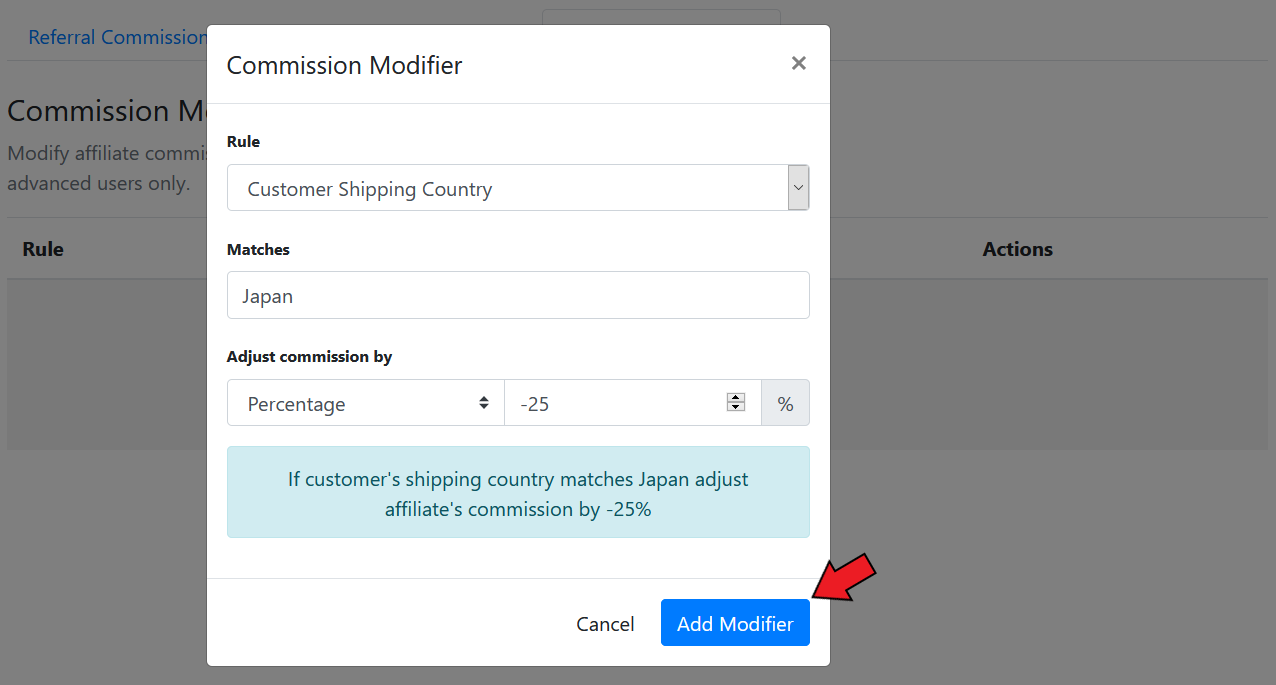 Referral Commission
Commission Modifier
×
Commission M
Modify affiliate commis
advanced users only.
Rule
Customer Shipping Country
Matches
Rule
Actions
Japan
Adjust commission by
Percentage
-25
%
If customer's shipping country matches Japan adjust
affiliate's commission by -25%
Cancel
Add Modifier